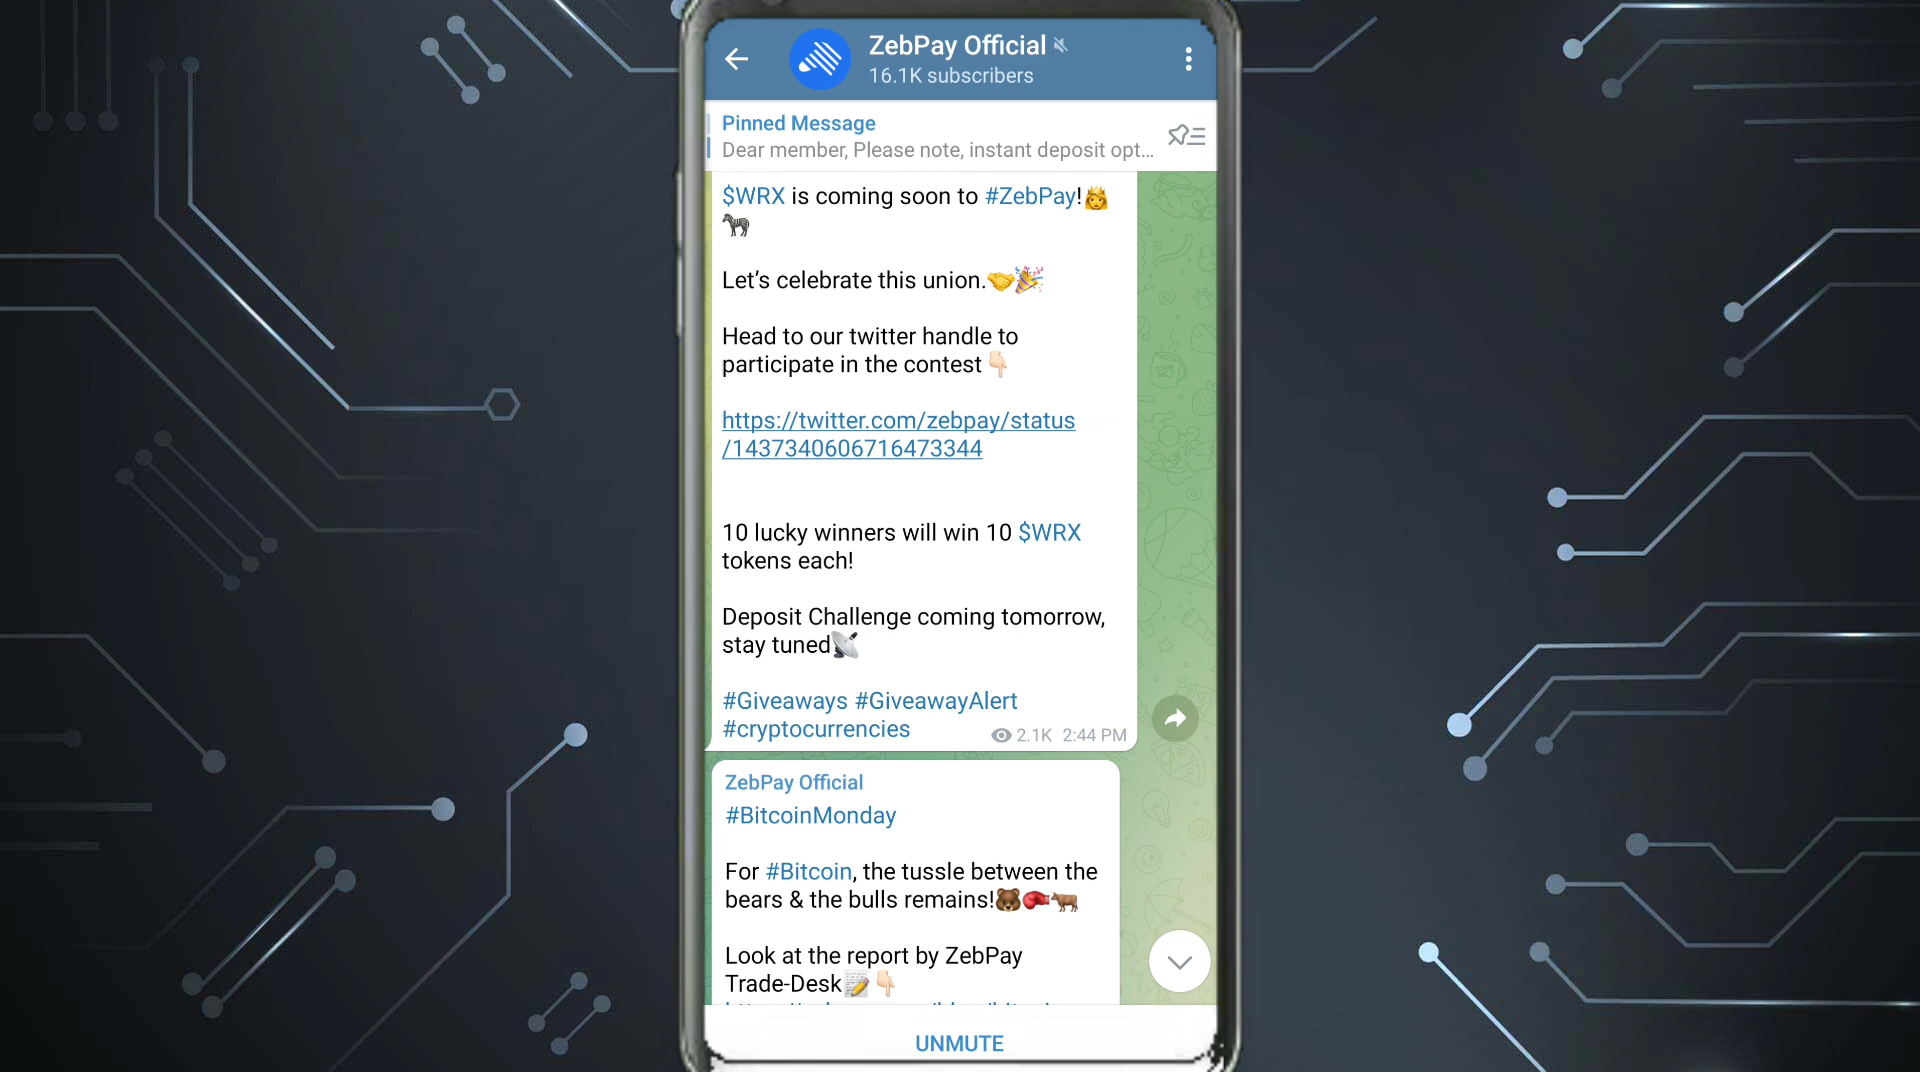 ZebPay Official
16.1K subscribers
Pinned Message
Dear member, Please note, instant deposit opt...
$WRX is coming soon to #ZebPay!👸
🦓
Let’s celebrate this union.🤝🎉
Head to our twitter handle to
participate in the contest👇🏻
https://twitter.com/zebpay/status
/1437340606716473344
10 lucky winners will win 10 $WRX
tokens each!
Deposit Challenge coming tomorrow,
stay tuned📡
#Giveaways #GiveawayAlert
#cryptocurrencies
2.1K 2:44 PM
ZebPay Official
#BitcoinMonday
For #Bitcoin, the tussle between the
bears & the bulls remains!🐻🥊🐂
Look at the report by ZebPay
Trade-Desk📝👇🏻
UNMUTE